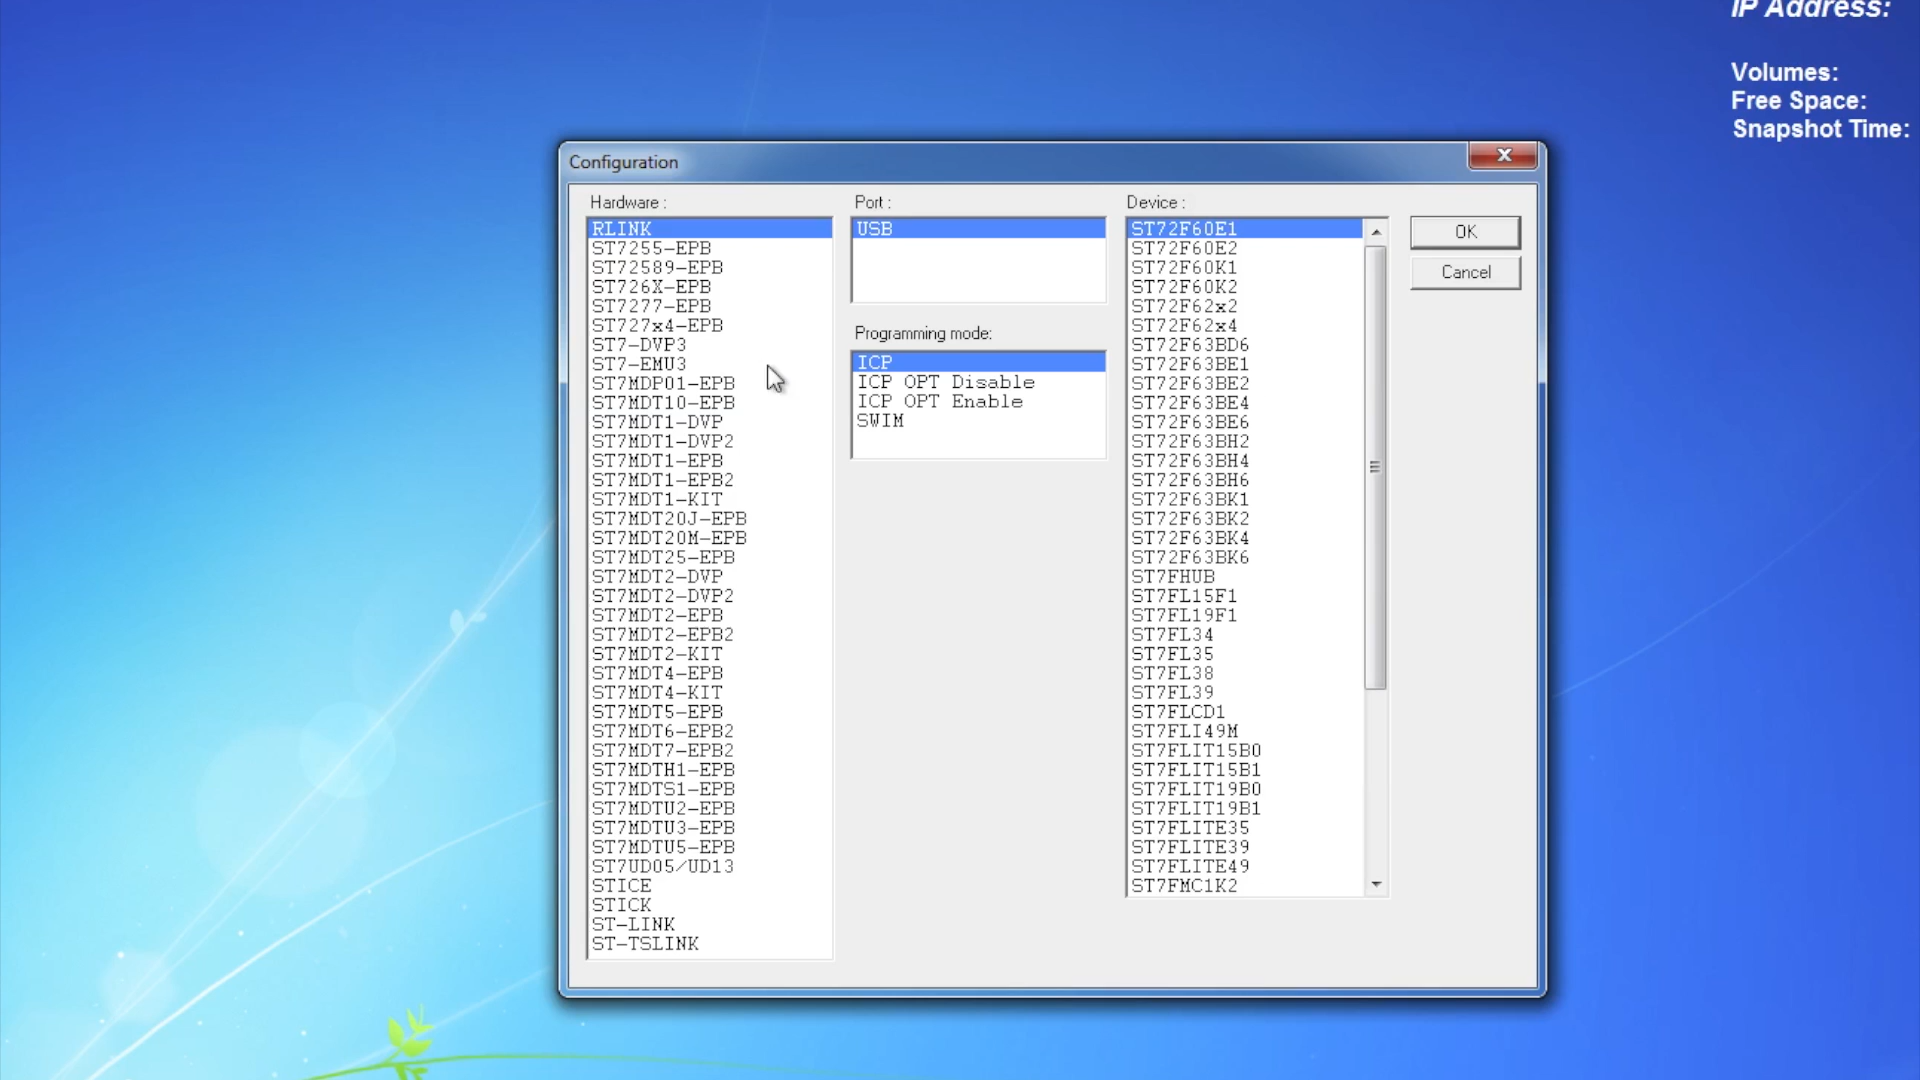 IP Address:
Volumes:
Free Space:
Snapshot Time:
Configuration
Hardware :
RLINK
ST7255-EPB
ST72589-EPB
ST726X-EPB
ST7277-EPB
ST727x4-EPB
ST7-DVP3
ST7-EMU3
ST7MDP01-EPB
ST7MDT10-EPB
ST7MDT1-DVP
ST7MDT1-DVP2
ST7MDT1-EPB
ST7MDT1-EPB2
ST7MDT1-KIT
ST7MDT20J-EPB
ST7MDT20M-EPB
ST7MDT25-EPB
ST7MDT2-DVP
ST7MDT2-DVP2
ST7MDT2-EPB
ST7MDT2-EPB2
ST7MDT2-KIT
ST7MDT4-EPB
ST7MDT4-KIT
ST7MDT5-EPB
ST7MDT6-EPB2
ST7MDT7-EPB2
ST7MDTH1-EPB
ST7MDTS1-EPB
ST7MDTU2-EPB
ST7MDTU3-EPB
ST7MDTU5-EPB
ST7UD05/UD13
STICE
STICK
ST-LINK
ST-TSLINK
Port :
USB
Programming mode:
ICP
ICP OPT Disable
ICP OPT Enable
SWIM
Device :
ST72F60E1
ST72F60E2
ST72F60K1
ST72F60K2
ST72F62x2
ST72F62x4
ST72F63BD6
ST72F63BE1
ST72F63BE2
ST72F63BE4
ST72F63BE6
ST72F63BH2
ST72F63BH4
ST72F63BH6
ST72F63BK1
ST72F63BK2
ST72F63BK4
ST72F63BK6
ST7FHUB
ST7FL15F1
ST7FL19F1
ST7FL34
ST7FL35
ST7FL38
ST7FL39
ST7FLCD1
ST7FLI49M
ST7FLIT15B0
ST7FLIT15B1
ST7FLIT19B0
ST7FLIT19B1
ST7FLITE35
ST7FLITE39
ST7FLITE49
ST7FMC1K2
OK
Cancel